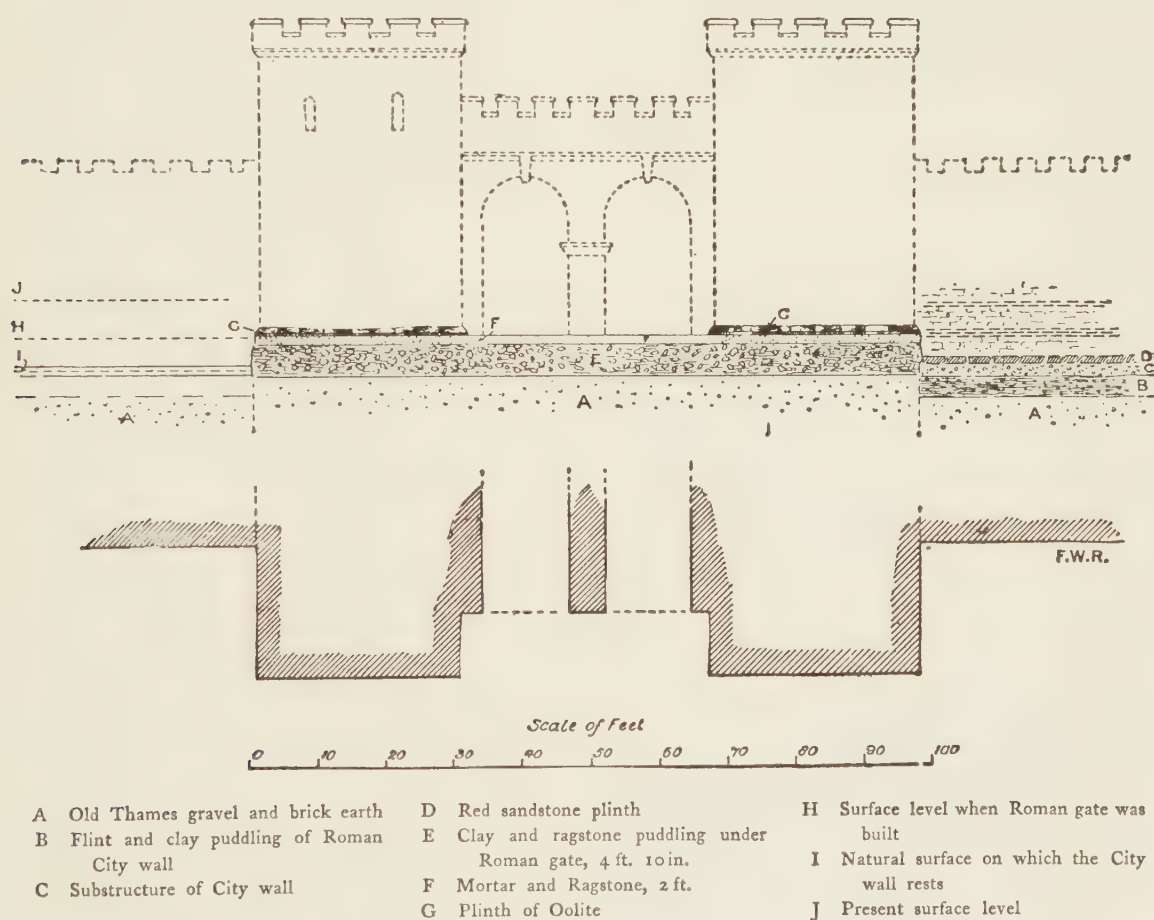 J
H
I
G
F
G
E
D
C
B
A
A
A
F.W.R.
Scale of Feet
0 10 20 30 40 50 60 70 80 90 100
A Old Thames gravel and brick earth
B Flint and clay puddling of Roman
City wall
C Substructure of City wall
D Red sandstone plinth
E Clay and ragstone puddling under
Roman gate, 4 ft. 10 in.
F Mortar and Ragstone, 2 ft.
G Plinth of Oolite
H Surface level when Roman gate was
built
I Natural surface on which the City
wall rests
J Present surface level